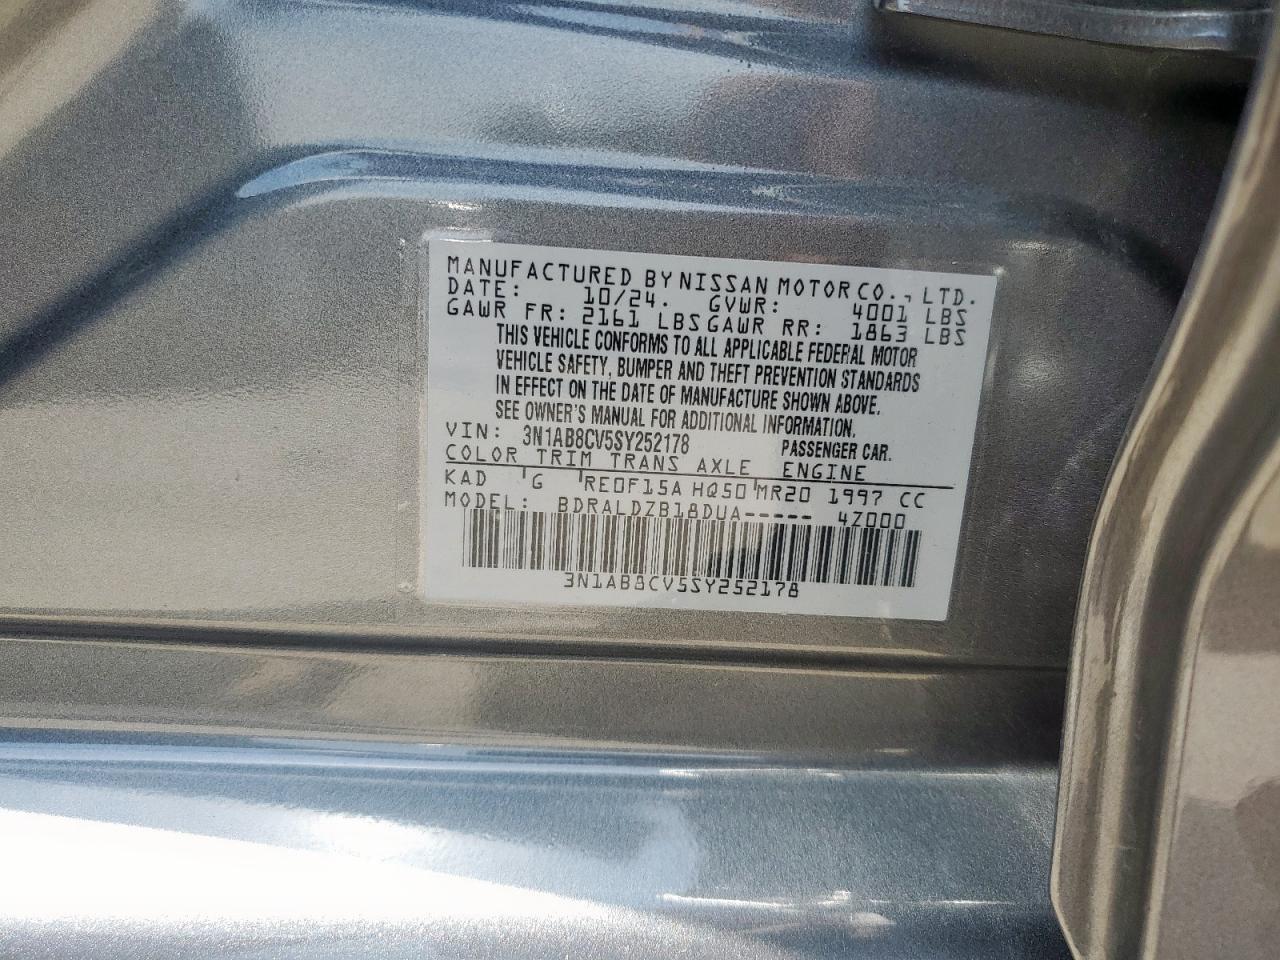 MANUFACTURED BY NISSAN MOTOR CO., LTD.
DATE: 10/24. GVWR: 4001 LBS
GAWR FR: 2161 LBS GAWR RR: 1863 LBS
THIS VEHICLE CONFORMS TO ALL APPLICABLE FEDERAL MOTOR
VEHICLE SAFETY, BUMPER AND THEFT PREVENTION STANDARDS
IN EFFECT ON THE DATE OF MANUFACTURE SHOWN ABOVE.
SEE OWNER'S MANUAL FOR ADDITIONAL INFORMATION.
VIN: 3N1AB8CV5SY252178 PASSENGER CAR.
COLOR TRIM TRANS AXLE ENGINE
KAD G RE0F15A HQ50 MR20 1997 CC
MODEL: BDRALDZB18DUA----- 4Z000
3N1AB8CV5SY252178